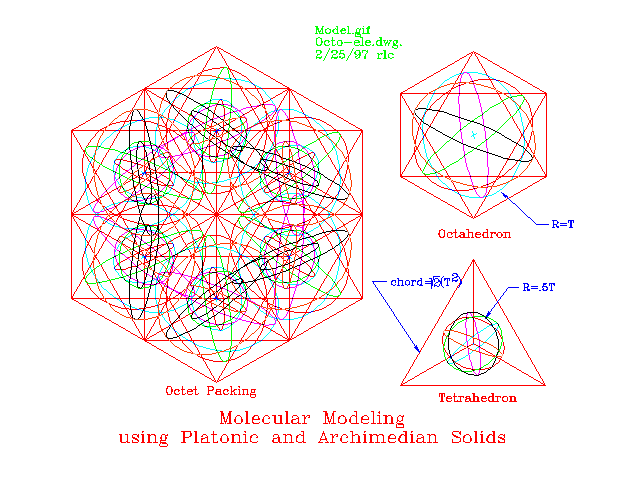 Model.gif
Octo-ele.dwg.
2/25/97 rlc
R=T
Octahedron
R=.5T
Octet Packing
Tetrahedron
Molecular Modeling
using Platonic and Archimedian Solids